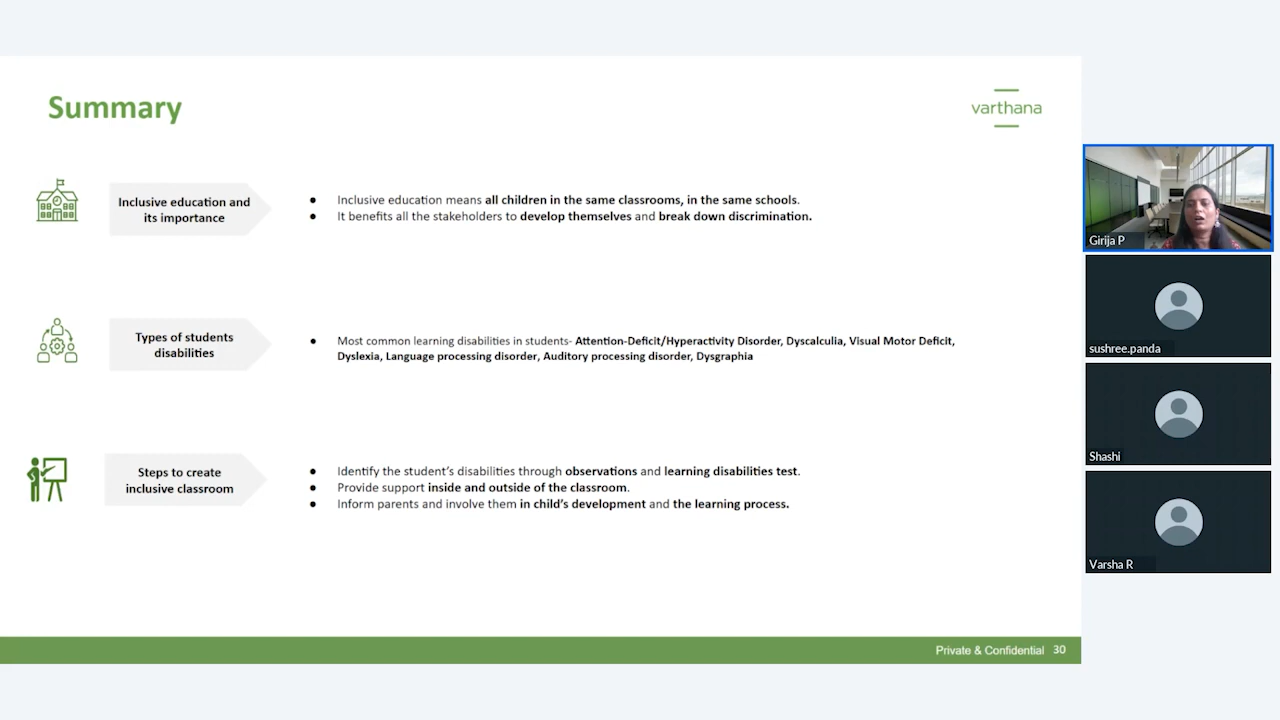 Summary
varthana
Inclusive education and
its importance
● Inclusive education means all children in the same classrooms, in the same schools.
● It benefits all the stakeholders to develop themselves and break down discrimination.
Types of students
disabilities
● Most common learning disabilities in students- Attention-Deficit/Hyperactivity Disorder, Dyscalculia, Visual Motor Deficit,
Dyslexia, Language processing disorder, Auditory processing disorder, Dysgraphia
Steps to create
inclusive classroom
● Identify the student's disabilities through observations and learning disabilities test.
● Provide support inside and outside of the classroom.
● Inform parents and involve them in child's development and the learning process.
Private & Confidential 30
Girija P
sushree.panda
Shashi
Varsha R